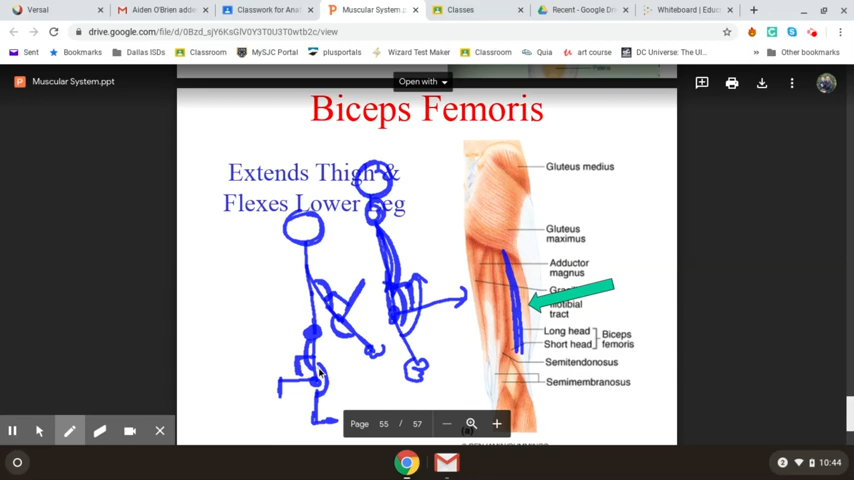 Versal
Aiden O'Brien adde
Classwork for Anal
Muscular System.p
Classes
Recent - Google Dri
Whiteboard | Educ
drive.google.com/file/d/0Bzd_sjY6KsGlV0Y3T0U3T0wtb2c/view
Sent
Bookmarks
Dallas ISDs
Classroom
MySJC Portal
plusportals
Wizard Test Maker
Classroom
Quia
art course
DC Universe: The Ul...
Other bookmarks
Muscular System.ppt
Open with
Biceps Femoris
Extends Thigh &
Flexes Lower Leg
Gluteus medius
Gluteus
maximus
Adductor
magnus
tract
Long head
Short head
Biceps
femoris
Semitendonosus
Semimembranosus
(a)
Page 55 / 57
2
10:44